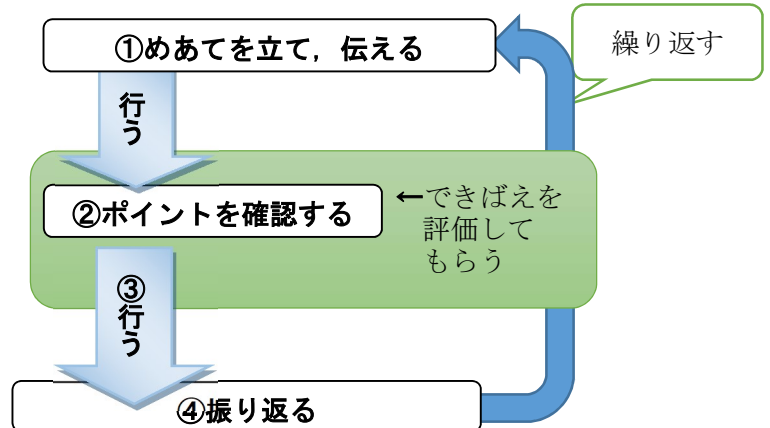 ①めあてを立て，伝える
繰り返す
行う
②ポイントを確認する
←できばえを
評価して
もらう
③行う
④振り返る